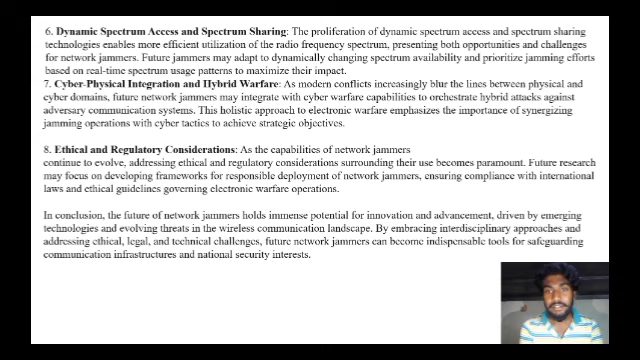 6. Dynamic Spectrum Access and Spectrum Sharing: The proliferation of dynamic spectrum access and spectrum sharing
technologies enables more efficient utilization of the radio frequency spectrum, presenting both opportunities and challenges
for network jammers. Future jammers may adapt to dynamically changing spectrum availability and prioritize jamming efforts
based on real-time spectrum usage patterns to maximize their impact.
7. Cyber-Physical Integration and Hybrid Warfare: As modern conflicts increasingly blur the lines between physical and
cyber domains, future network jammers may integrate with cyber warfare capabilities to orchestrate hybrid attacks against
adversary communication systems. This holistic approach to electronic warfare emphasizes the importance of synergizing
jamming operations with cyber tactics to achieve strategic objectives.
8. Ethical and Regulatory Considerations: As the capabilities of network jammers
continue to evolve, addressing ethical and regulatory considerations surrounding their use becomes paramount. Future research
may focus on developing frameworks for responsible deployment of network jammers, ensuring compliance with international
laws and ethical guidelines governing electronic warfare operations.
In conclusion, the future of network jammers holds immense potential for innovation and advancement, driven by emerging
technologies and evolving threats in the wireless communication landscape. By embracing interdisciplinary approaches and
addressing ethical, legal, and technical challenges, future network jammers can become indispensable tools for safeguarding
communication infrastructures and national security interests.